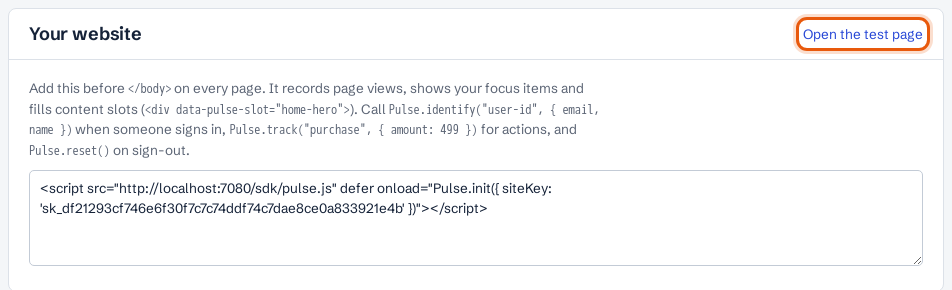 Your website
Open the test page
Add this before </body> on every page. It records page views, shows your focus items and
fills content slots (<div data-pulse-slot="home-hero">). Call Pulse.identify("user-id", { email,
name }) when someone signs in, Pulse.track("purchase", { amount: 499 }) for actions, and
Pulse.reset() on sign-out.
<script src="http://localhost:7080/sdk/pulse.js" defer onload="Pulse.init({ siteKey:
'sk_df21293cf746e6f30f7c7c74ddf74c7dae8ce0a833921e4b' })"></script>